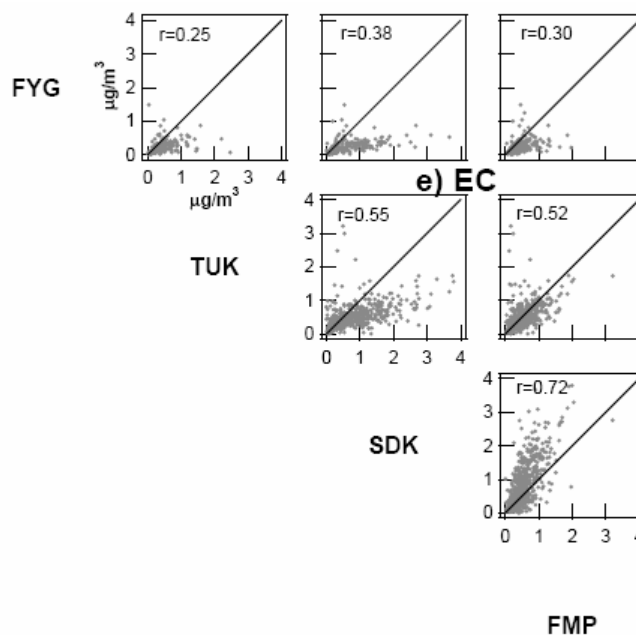 4 r=0.25 r=0.38 r=0.30
3
FYG μg/m³ 2
1
0
0 1 2 3 4
μg/m³
e) EC
4 r=0.55 r=0.52
3
TUK 2
1
0
0 1 2 3 4
4 r=0.72
3
SDK 2
1
0
0 1 2 3 4
FMP